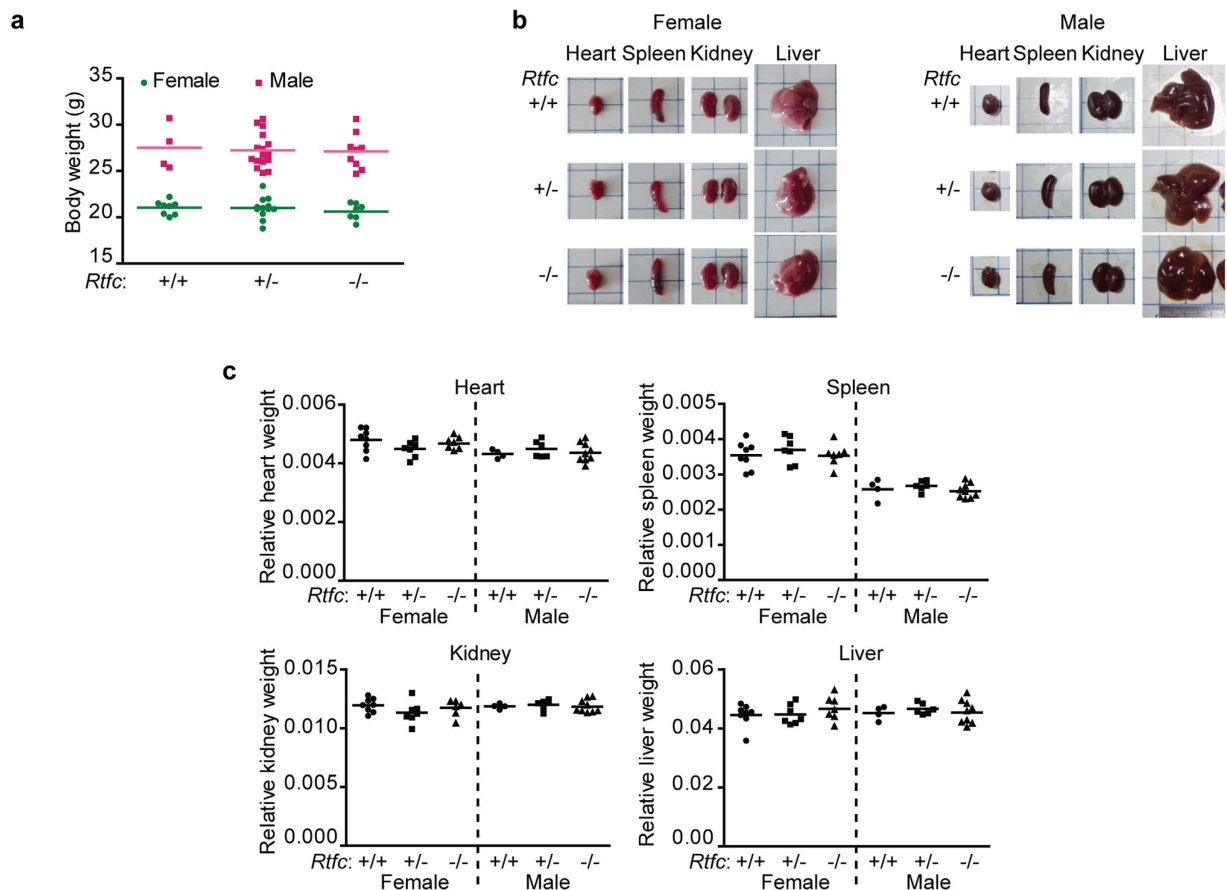 a
Body weight (g)
35
30
25
20
15
Female
Male
Rtfc: +/+ +/- -/-
b
Female
Heart Spleen Kidney Liver
Rtfc
+/+
+/-
-/-
Male
Heart Spleen Kidney Liver
Rtfc
+/+
+/-
-/-
c
Heart
Relative heart weight
0.006
0.004
0.002
0.000
Rtfc: +/+ +/- -/- +/+ +/- -/-
Female Male
Spleen
Relative spleen weight
0.005
0.004
0.003
0.002
0.001
0.000
Rtfc: +/+ +/- -/- +/+ +/- -/-
Female Male
Kidney
Relative kidney weight
0.015
0.010
0.005
0.000
Rtfc: +/+ +/- -/- +/+ +/- -/-
Female Male
Liver
Relative liver weight
0.06
0.04
0.02
0.00
Rtfc: +/+ +/- -/- +/+ +/- -/-
Female Male